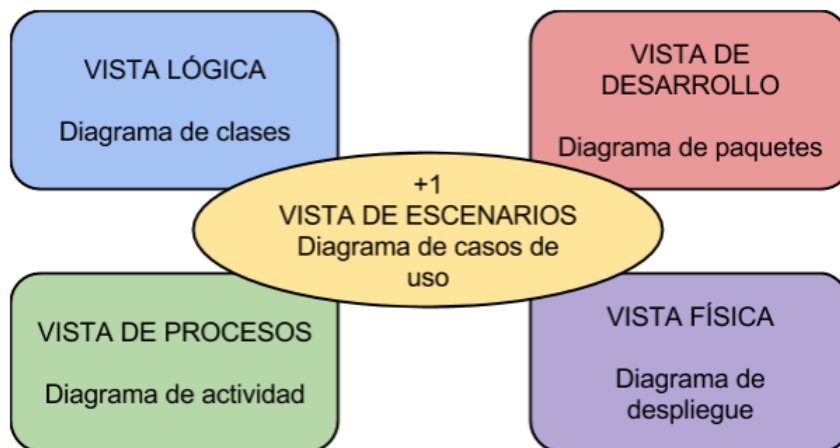 VISTA LÓGICA
Diagrama de clases
VISTA DE
DESARROLLO
Diagrama de paquetes
+1
VISTA DE ESCENARIOS
Diagrama de casos de
uso
VISTA DE PROCESOS
Diagrama de actividad
VISTA FÍSICA
Diagrama de
despliegue